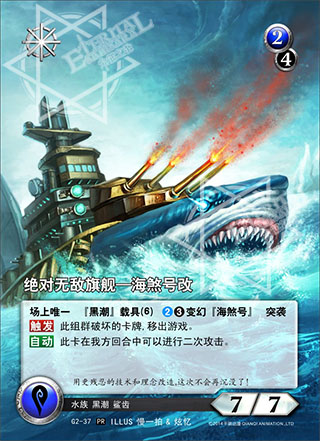 2
4
绝对无敌旗舰—海煞号改
场上唯一 『黑潮』载具(6) 2 3 变幻『海煞号』 突袭
触发 此组群破坏的卡牌,移出游戏。
自动 此卡在我方回合中可以进行二次攻击。
用更残忍的技术和理念改造,这次不会再沉没了!
水族 黑潮 鲨齿
7/7
G2-37 PR ILLUS 慢一拍 & 炫忆